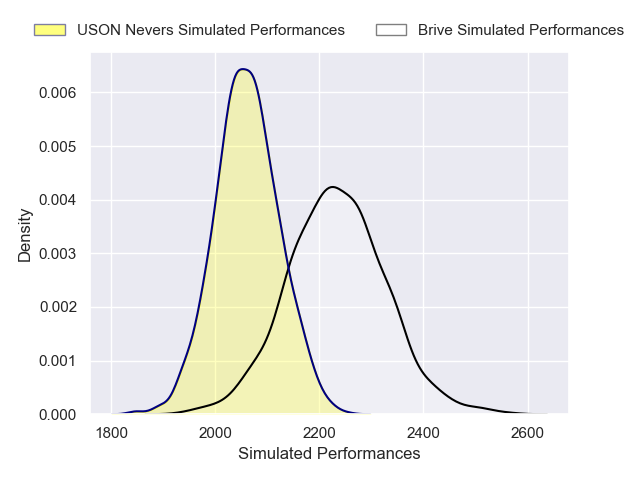 USON Nevers Simulated Performances
Brive Simulated Performances
0.006
0.005
0.004
0.003
0.002
0.001
0.000
Density
1800 2000 2200 2400 2600
Simulated Performances